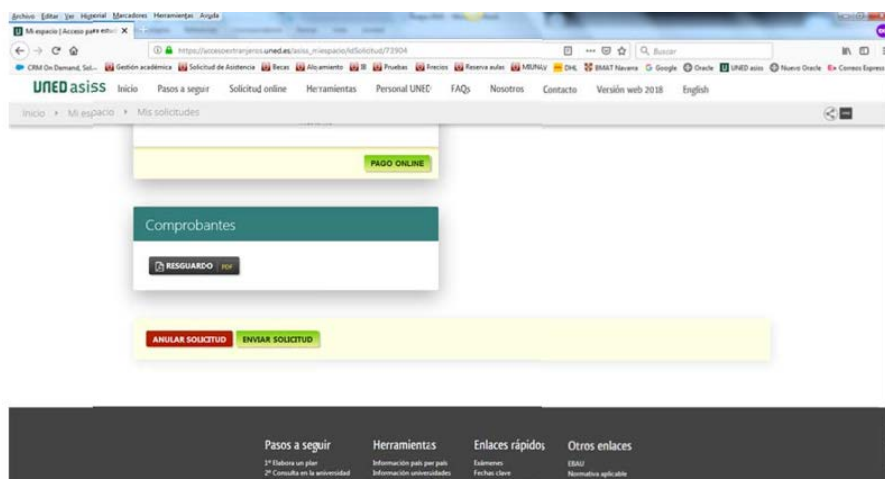 Archivo Editar Ver Historial Marcadores Herramientas Ayuda
Mi espacio | Acceso para estud
https://accesoextranjeros.uned.es/asiss_miespacio/idSolicitud/73904
Buscar
CRM On Demand, Sol... Gestión académica Solicitud de Asistencia Becas Alojamiento IB Pruebas Precios Reserva aulas MIUNAV DHL BMAT Navarra Google Oracle UNED asiss Nuevo Oracle Correos Express
UNEDasiss Inicio Pasos a seguir Solicitud online Herramientas Personal UNED FAQs Nosotros Contacto Versión web 2018 English
Inicio Mi espacio Mis solicitudes
PAGO ONLINE
Comprobantes
RESGUARDO PDF
ANULAR SOLICITUD ENVIAR SOLICITUD
Pasos a seguir Herramientas Enlaces rápidos Otros enlaces
1º Elabora un plan Información país por país Exámenes EBAU
2º Consulta en la universidad Información universidades Fechas clave Normativa aplicable